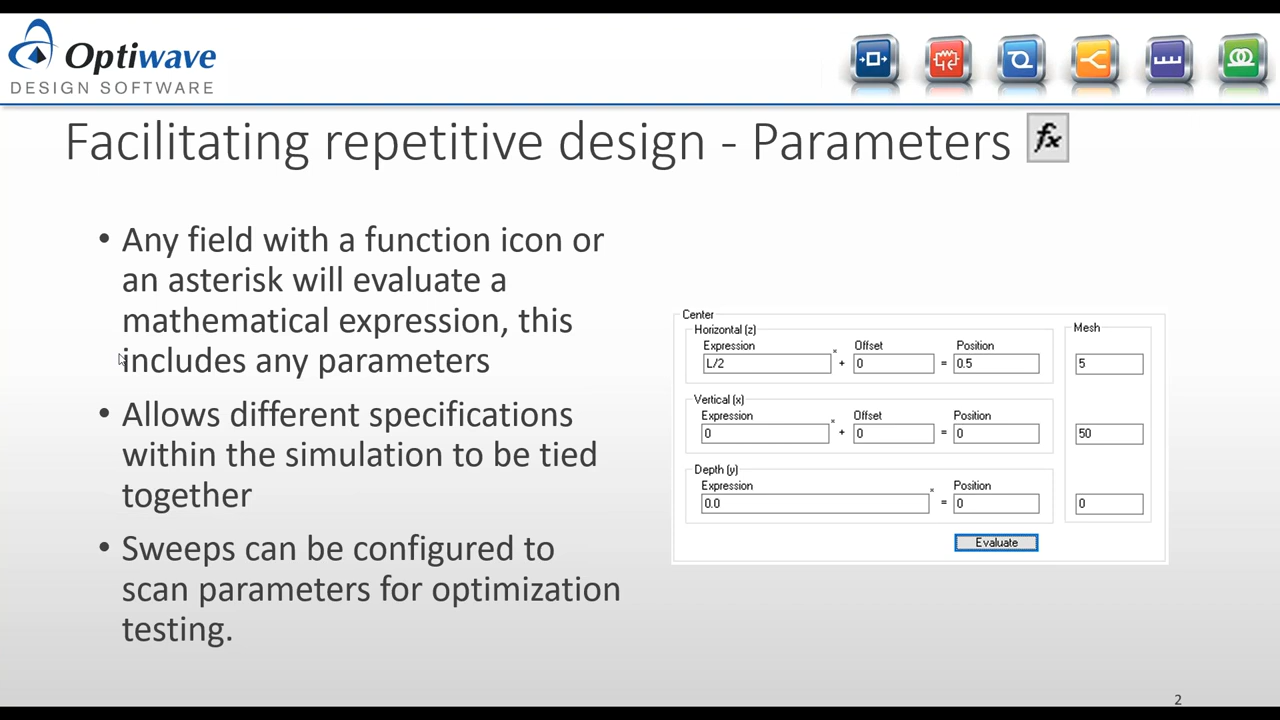 Optiwave
DESIGN SOFTWARE
Facilitating repetitive design - Parameters fx
• Any field with a function icon or
an asterisk will evaluate a
mathematical expression, this
includes any parameters
• Allows different specifications
within the simulation to be tied
together
• Sweeps can be configured to
scan parameters for optimization
testing.
Center
Horizontal (z)
Expression Offset Position
L/2 * + 0 = 0.5
Vertical (x)
Expression Offset Position
0 * + 0 = 0
Depth (y)
Expression Position
0.0 * = 0
Mesh
5
50
0
Evaluate
2